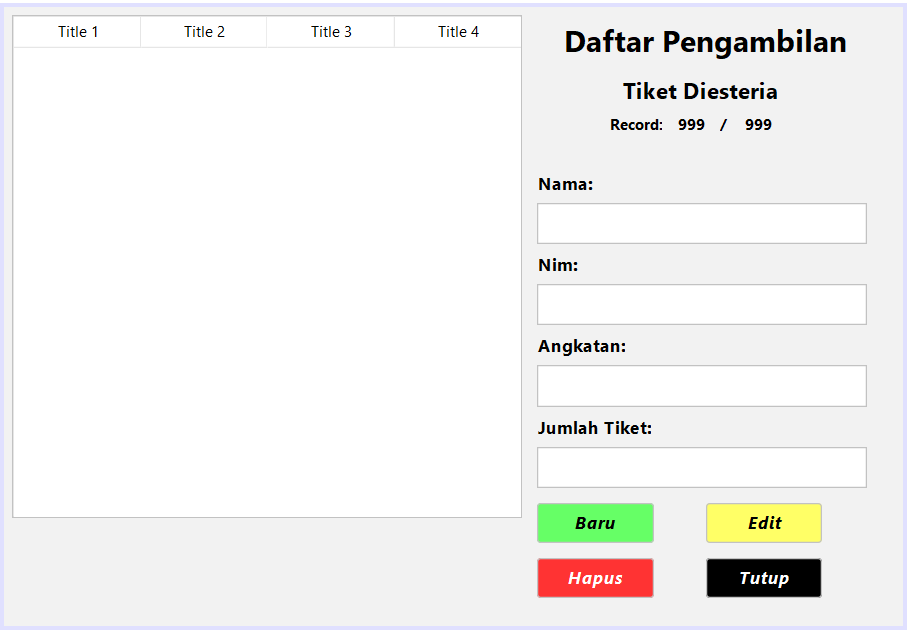 Title 1 Title 2 Title 3 Title 4
Daftar Pengambilan
Tiket Diesteria
Record: 999 / 999
Nama:
Nim:
Angkatan:
Jumlah Tiket:
Baru Edit
Hapus Tutup